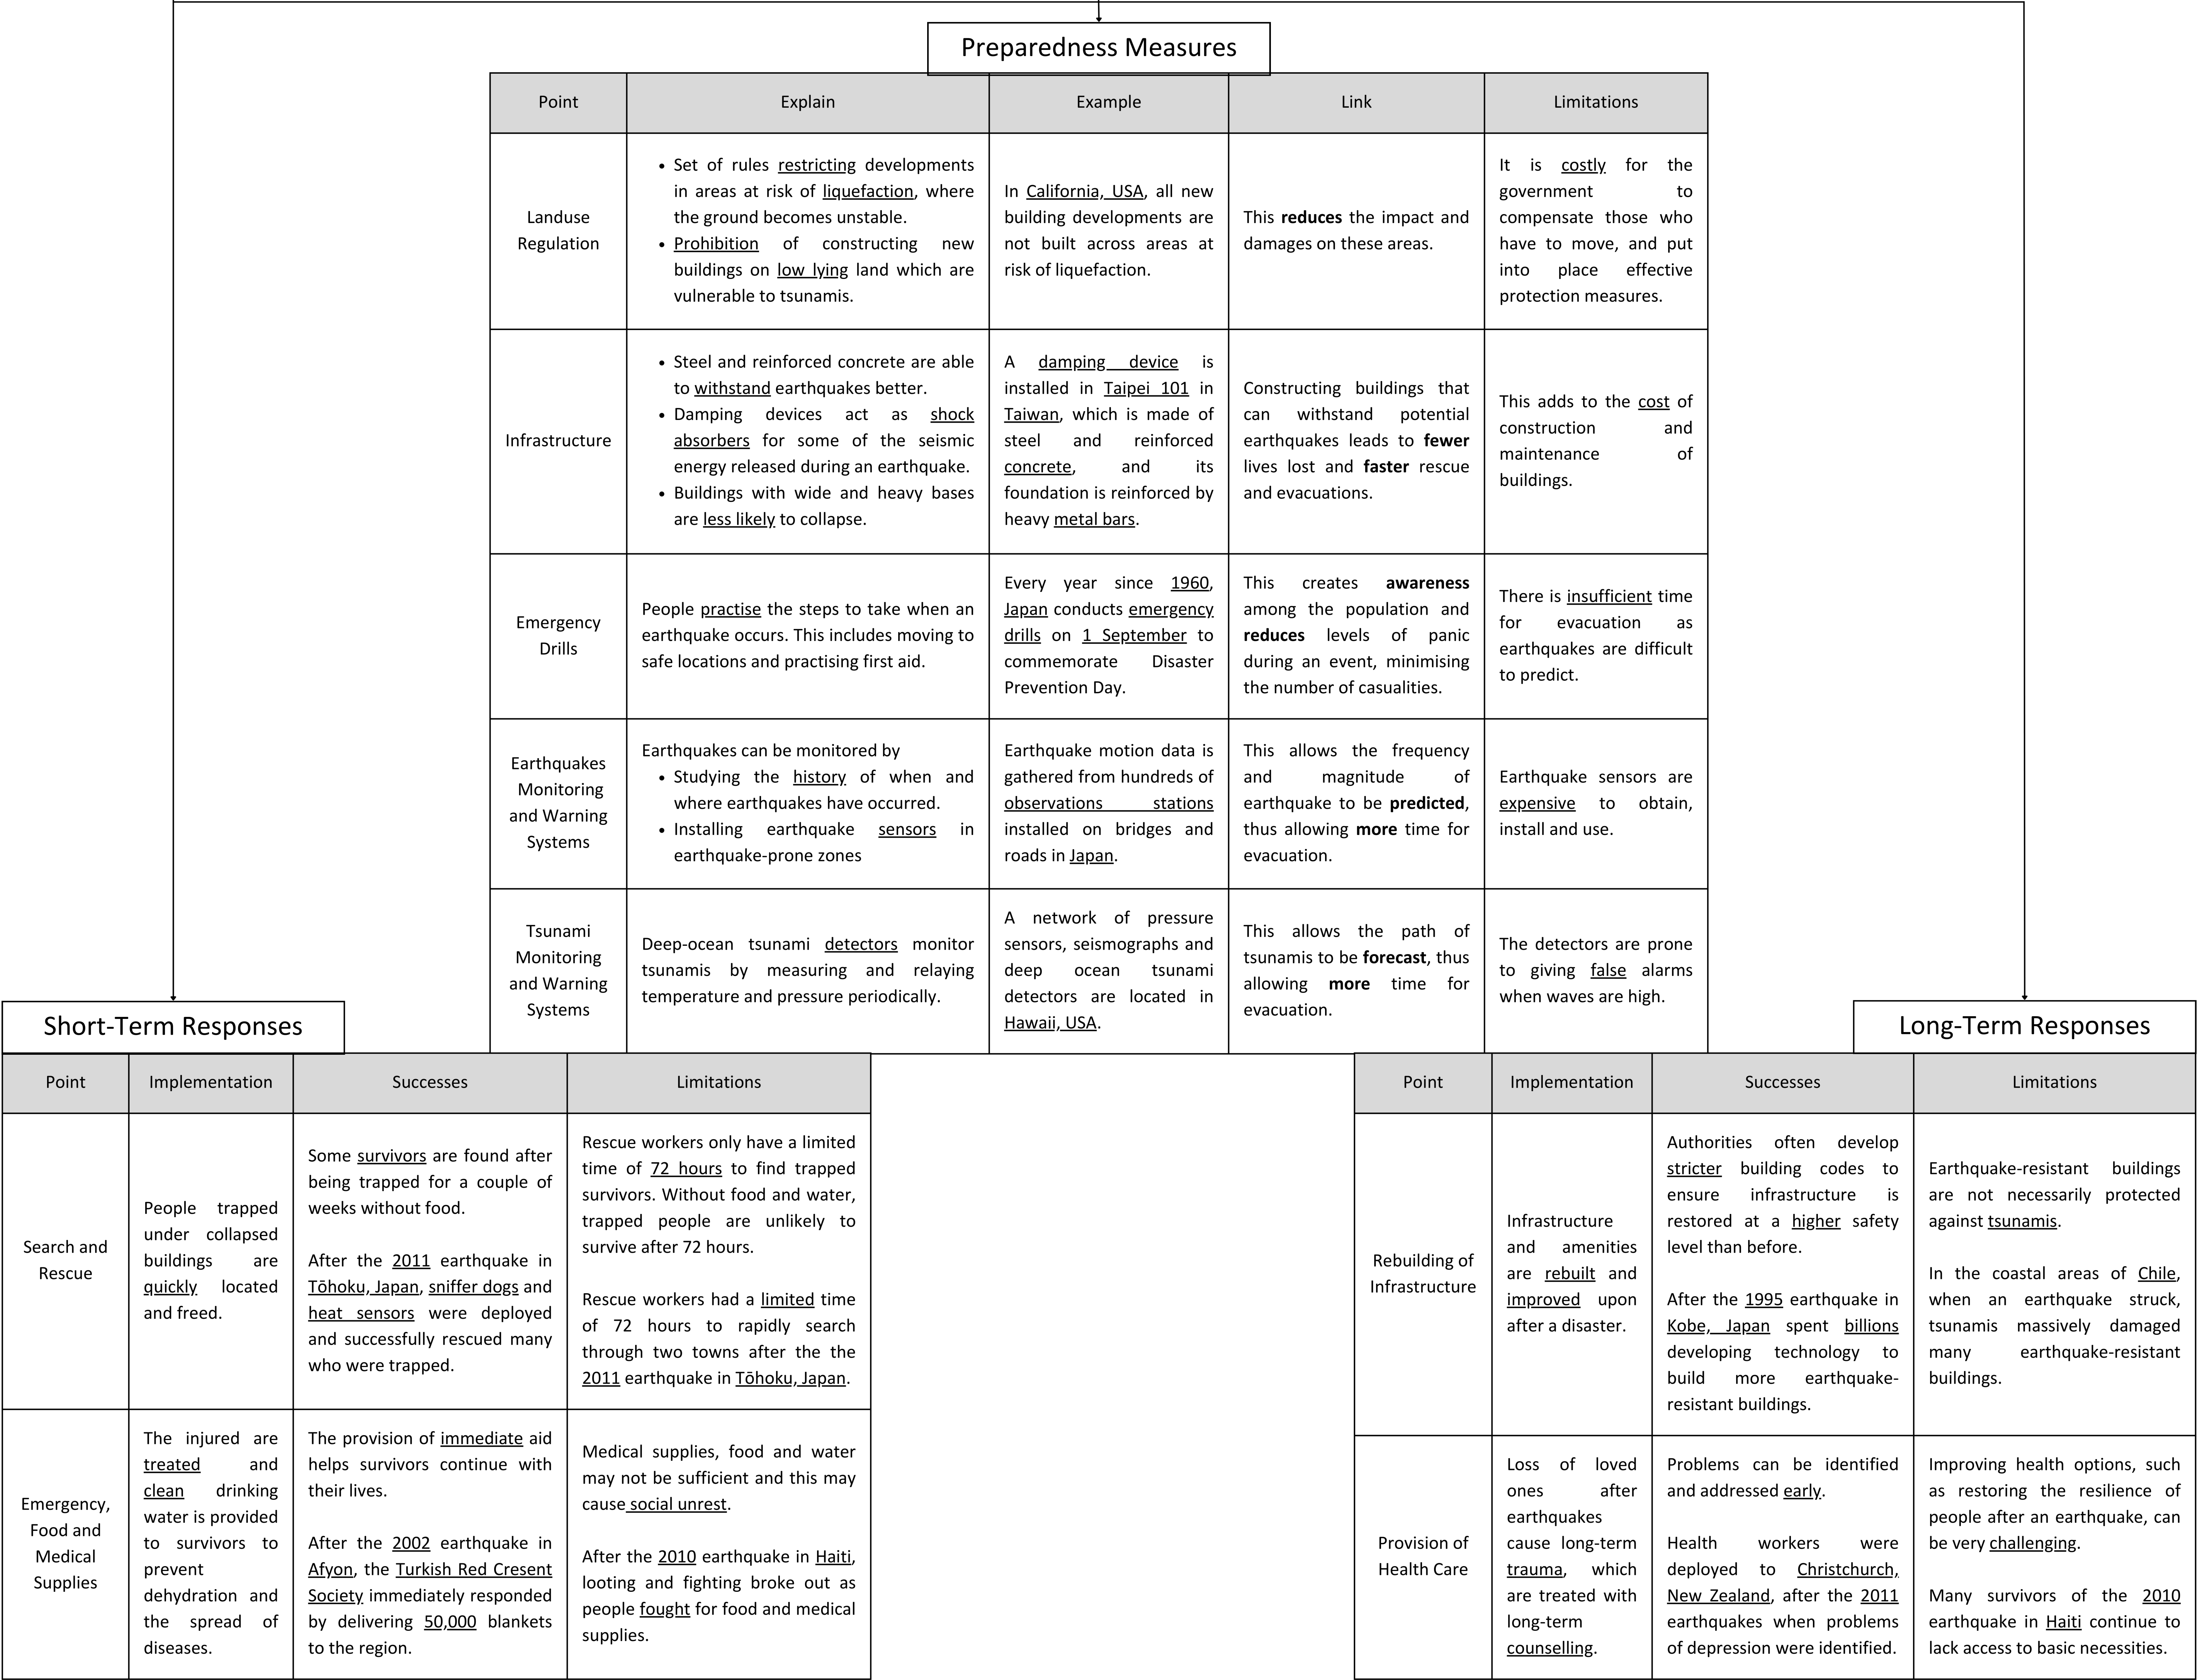 Preparedness Measures
Point
Explain
Example
Link
Limitations
Landuse
Regulation
• Set of rules restricting developments
in areas at risk of liquefaction, where
the ground becomes unstable.
• Prohibition of constructing new
buildings on low lying land which are
vulnerable to tsunamis.
In California, USA, all new
building developments are
not built across areas at
risk of liquefaction.
This reduces the impact and
damages on these areas.
It is costly for the
government to
compensate those who
have to move, and put
into place effective
protection measures.
Infrastructure
• Steel and reinforced concrete are able
to withstand earthquakes better.
• Damping devices act as shock
absorbers for some of the seismic
energy released during an earthquake.
• Buildings with wide and heavy bases
are less likely to collapse.
A damping device is
installed in Taipei 101 in
Taiwan, which is made of
steel and reinforced
concrete, and its
foundation is reinforced by
heavy metal bars.
Constructing buildings that
can withstand potential
earthquakes leads to fewer
lives lost and faster rescue
and evacuations.
This adds to the cost of
construction and
maintenance of
buildings.
Emergency
Drills
People practise the steps to take when an
earthquake occurs. This includes moving to
safe locations and practising first aid.
Every year since 1960,
Japan conducts emergency
drills on 1 September to
commemorate Disaster
Prevention Day.
This creates awareness
among the population and
reduces levels of panic
during an event, minimising
the number of casualities.
There is insufficient time
for evacuation as
earthquakes are difficult
to predict.
Earthquakes
Monitoring
and Warning
Systems
Earthquakes can be monitored by
• Studying the history of when and
where earthquakes have occurred.
• Installing earthquake sensors in
earthquake-prone zones
Earthquake motion data is
gathered from hundreds of
observations stations
installed on bridges and
roads in Japan.
This allows the frequency
and magnitude of
earthquake to be predicted,
thus allowing more time for
evacuation.
Earthquake sensors are
expensive to obtain,
install and use.
Tsunami
Monitoring
and Warning
Systems
Deep-ocean tsunami detectors monitor
tsunamis by measuring and relaying
temperature and pressure periodically.
A network of pressure
sensors, seismographs and
deep ocean tsunami
detectors are located in
Hawaii, USA.
This allows the path of
tsunamis to be forecast, thus
allowing more time for
evacuation.
The detectors are prone
to giving false alarms
when waves are high.
Short-Term Responses
Point
Implementation
Successes
Limitations
Search and
Rescue
People trapped
under collapsed
buildings are
quickly located
and freed.
Some survivors are found after
being trapped for a couple of
weeks without food.
After the 2011 earthquake in
Tōhoku, Japan, sniffer dogs and
heat sensors were deployed
and successfully rescued many
who were trapped.
Rescue workers only have a limited
time of 72 hours to find trapped
survivors. Without food and water,
trapped people are unlikely to
survive after 72 hours.
Rescue workers had a limited time
of 72 hours to rapidly search
through two towns after the the
2011 earthquake in Tōhoku, Japan.
Emergency,
Food and
Medical
Supplies
The injured are
treated and
clean drinking
water is provided
to survivors to
prevent
dehydration and
the spread of
diseases.
The provision of immediate aid
helps survivors continue with
their lives.
After the 2002 earthquake in
Afyon, the Turkish Red Cresent
Society immediately responded
by delivering 50,000 blankets
to the region.
Medical supplies, food and water
may not be sufficient and this may
cause social unrest.
After the 2010 earthquake in Haiti,
looting and fighting broke out as
people fought for food and medical
supplies.
Long-Term Responses
Point
Implementation
Successes
Limitations
Rebuilding of
Infrastructure
Infrastructure
and amenities
are rebuilt and
improved upon
after a disaster.
Authorities often develop
stricter building codes to
ensure infrastructure is
restored at a higher safety
level than before.
After the 1995 earthquake in
Kobe, Japan spent billions
developing technology to
build more earthquake-
resistant buildings.
Earthquake-resistant buildings
are not necessarily protected
against tsunamis.
In the coastal areas of Chile,
when an earthquake struck,
tsunamis massively damaged
many earthquake-resistant
buildings.
Provision of
Health Care
Loss of loved
ones after
earthquakes
cause long-term
trauma, which
are treated with
long-term
counselling.
Problems can be identified
and addressed early.
Health workers were
deployed to Christchurch,
New Zealand, after the 2011
earthquakes when problems
of depression were identified.
Improving health options, such
as restoring the resilience of
people after an earthquake, can
be very challenging.
Many survivors of the 2010
earthquake in Haiti continue to
lack access to basic necessities.